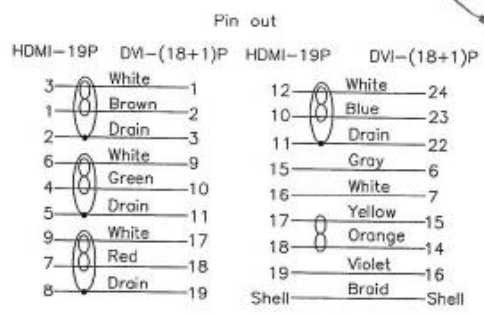 Pin out
HDMI-19P DVI-(18+1)P HDMI-19P DVI-(18+1)P
3 White 1
1 Brown 2
2 Drain 3
6 White 9
4 Green 10
5 Drain 11
9 White 17
7 Red 18
8 Drain 19
12 White 24
10 Blue 23
11 Drain 22
15 Gray 6
16 White 7
17 Yellow 15
18 Orange 14
19 Violet 16
Shell Braid Shell